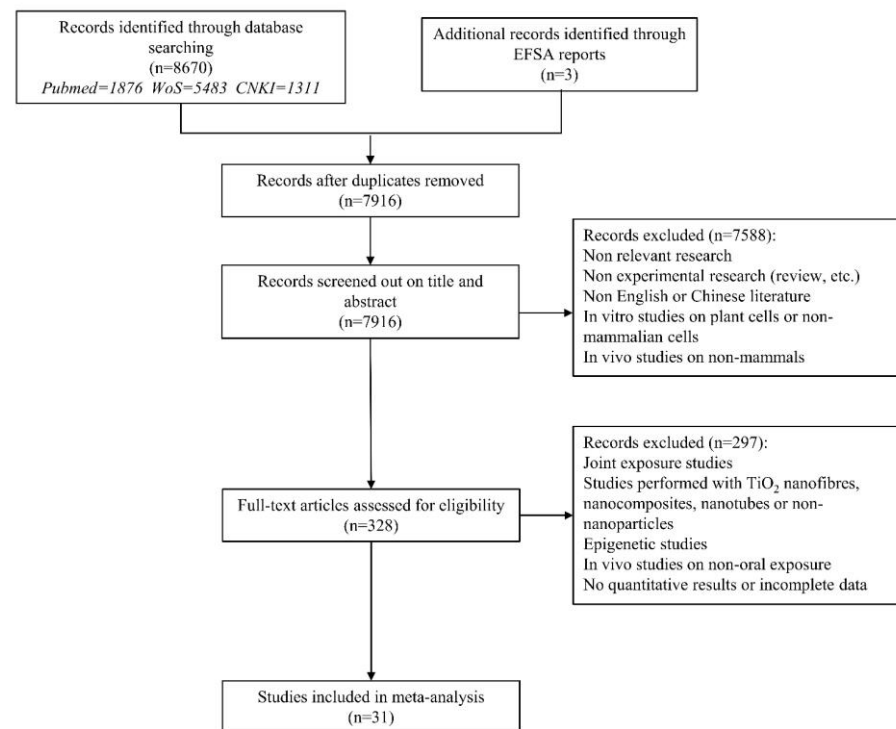 Records identified through database
searching
(n=8670)
Pubmed=1876 WoS=5483 CNKI=1311
Additional records identified through
EFSA reports
(n=3)
Records after duplicates removed
(n=7916)
Records screened out on title and
abstract
(n=7916)
Records excluded (n=7588):
Non relevant research
Non experimental research (review, etc.)
Non English or Chinese literature
In vitro studies on plant cells or non-
mammalian cells
In vivo studies on non-mammals
Full-text articles assessed for eligibility
(n=328)
Records excluded (n=297):
Joint exposure studies
Studies performed with TiO₂ nanofibres,
nanocomposites, nanotubes or non-
nanoparticles
Epigenetic studies
In vivo studies on non-oral exposure
No quantitative results or incomplete data
Studies included in meta-analysis
(n=31)